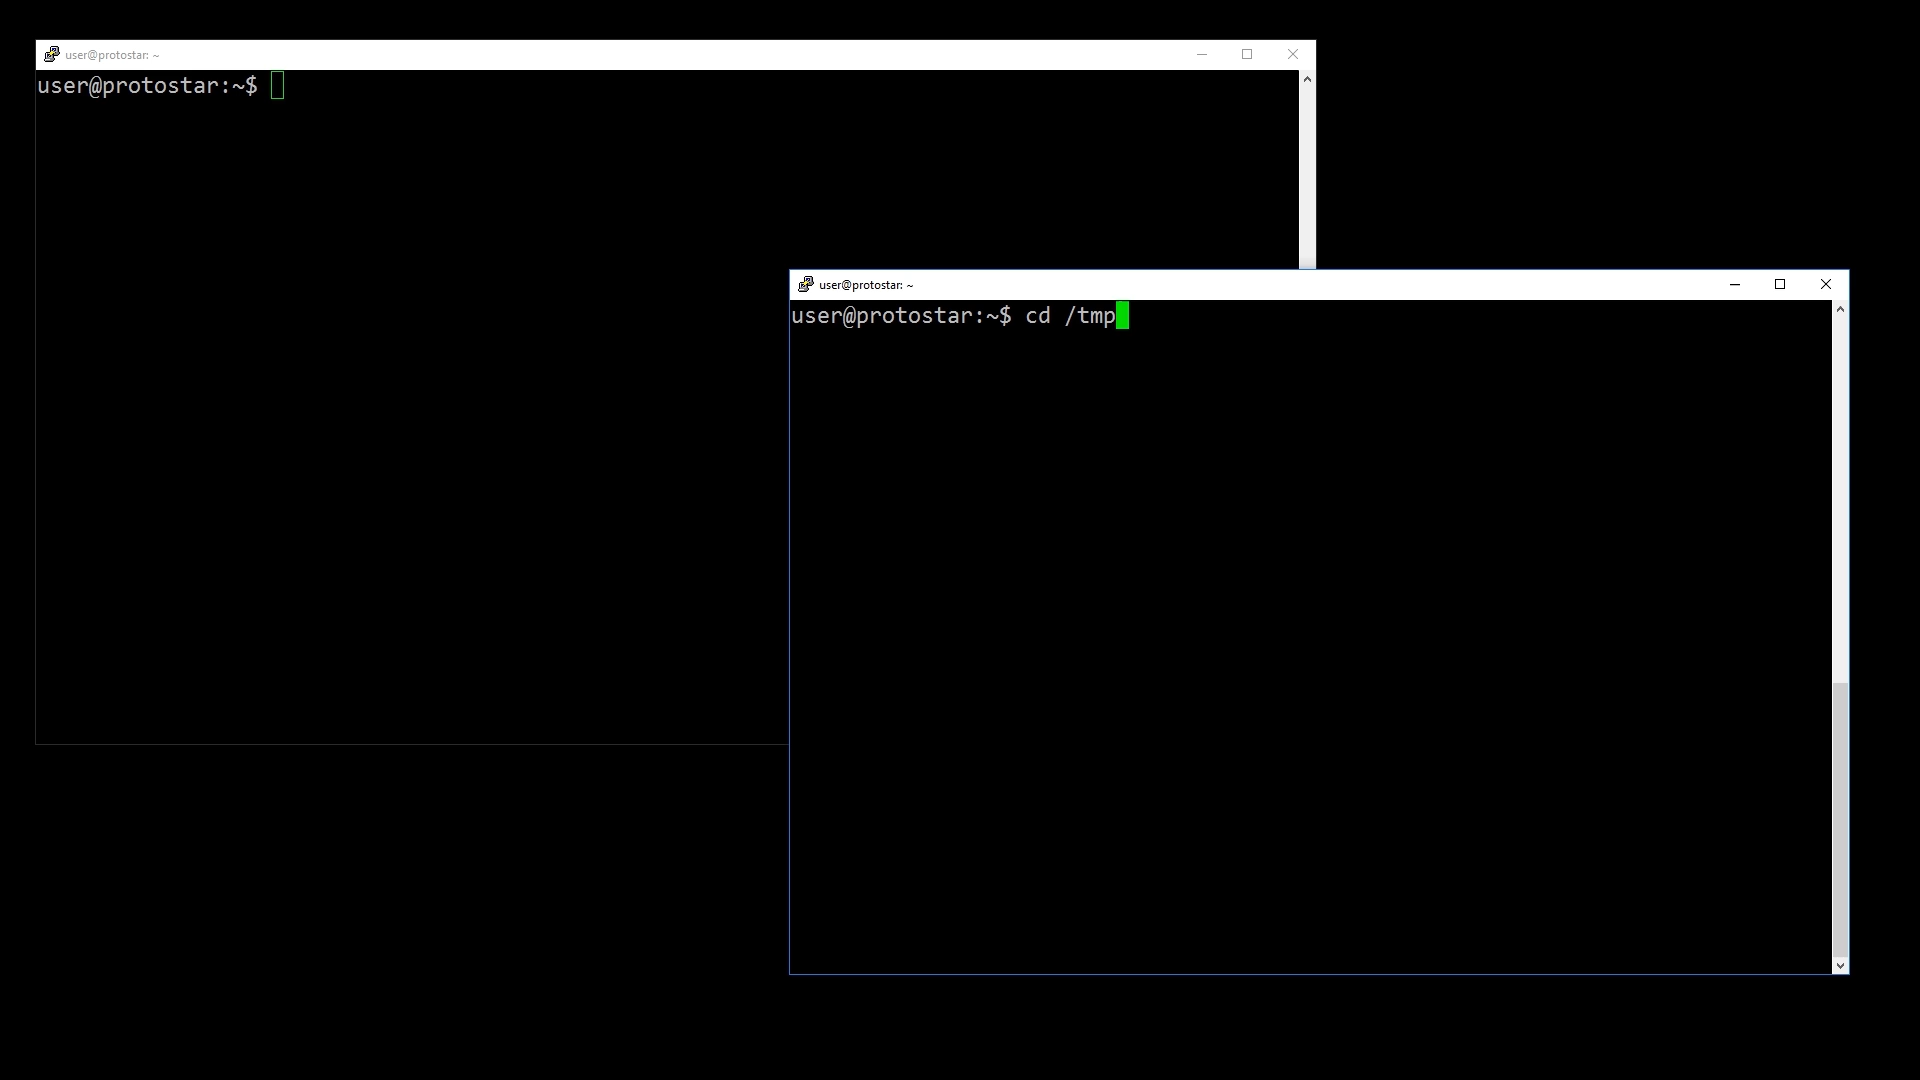 user@protostar: ~
user@protostar:~$
user@protostar: ~
user@protostar:~$ cd /tmp